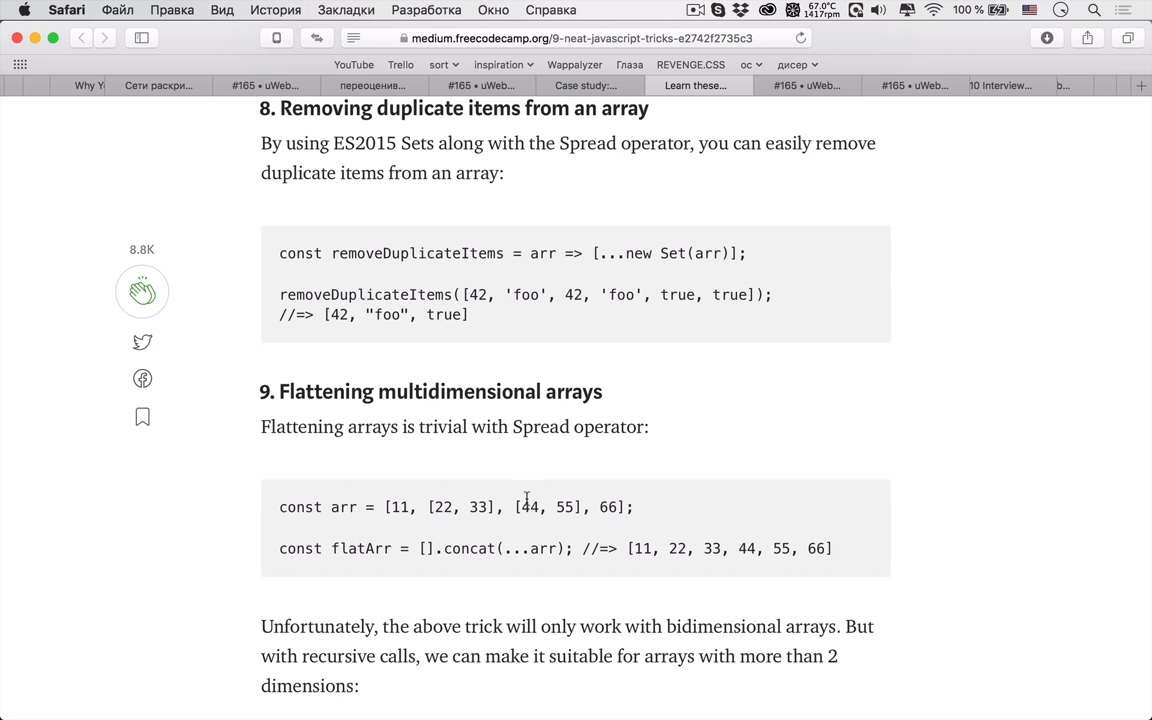 Safari Файл Правка Вид История Закладки Разработка Окно Справка 67.0°C 1417rpm 100 %
medium.freecodecamp.org/9-neat-javascript-tricks-e2742f2735c3
YouTube Trello sort inspiration Wappalyzer Глаза REVENGE.CSS ос дисер
Why Y Сети раскри... #165 • uWeb... переоценив... #165 • uWeb... Case study:... Learn these... #165 • uWeb... #165 • uWeb... 10 Interview... b...
8. Removing duplicate items from an array
By using ES2015 Sets along with the Spread operator, you can easily remove
duplicate items from an array:
8.8K
const removeDuplicateItems = arr => [...new Set(arr)];
removeDuplicateItems([42, 'foo', 42, 'foo', true, true]);
//=> [42, "foo", true]
9. Flattening multidimensional arrays
Flattening arrays is trivial with Spread operator:
const arr = [11, [22, 33], [44, 55], 66];
const flatArr = [].concat(...arr); //=> [11, 22, 33, 44, 55, 66]
Unfortunately, the above trick will only work with bidimensional arrays. But
with recursive calls, we can make it suitable for arrays with more than 2
dimensions: